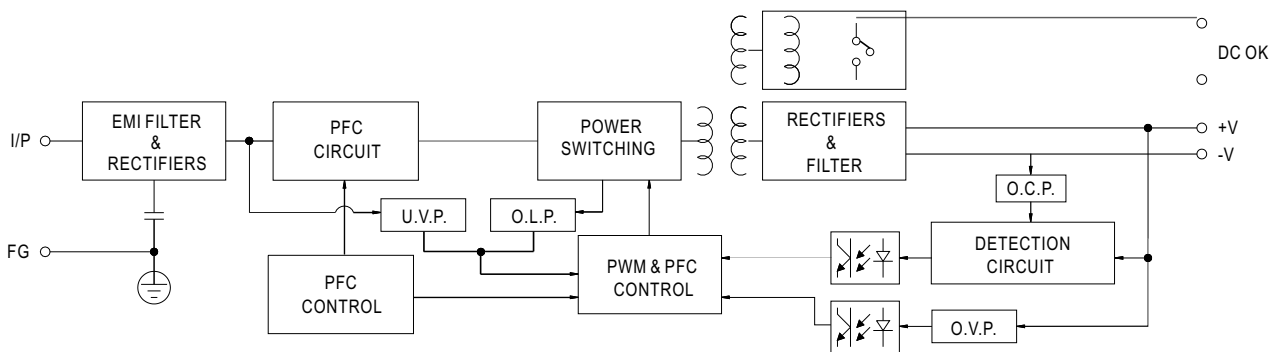 DC OK
I/P
EMI FILTER
&
RECTIFIERS
PFC
CIRCUIT
POWER
SWITCHING
RECTIFIERS
&
FILTER
+V
-V
O.C.P.
U.V.P.
O.L.P.
FG
PFC
CONTROL
PWM & PFC
CONTROL
DETECTION
CIRCUIT
O.V.P.